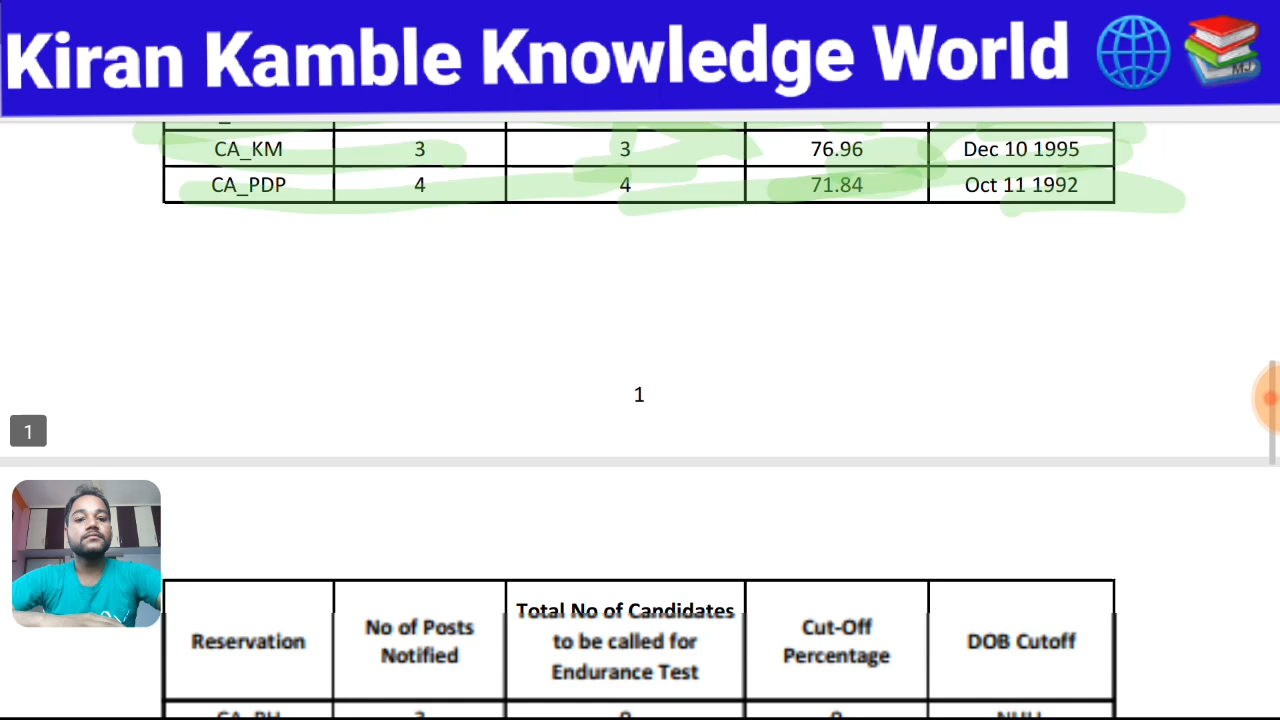 Kiran Kamble Knowledge World
MJ
CA_KM 3 3 76.96 Dec 10 1995
CA_PDP 4 4 71.84 Oct 11 1992
1
1
Reservation No of Posts Notified Total No of Candidates to be called for Endurance Test Cut-Off Percentage DOB Cutoff